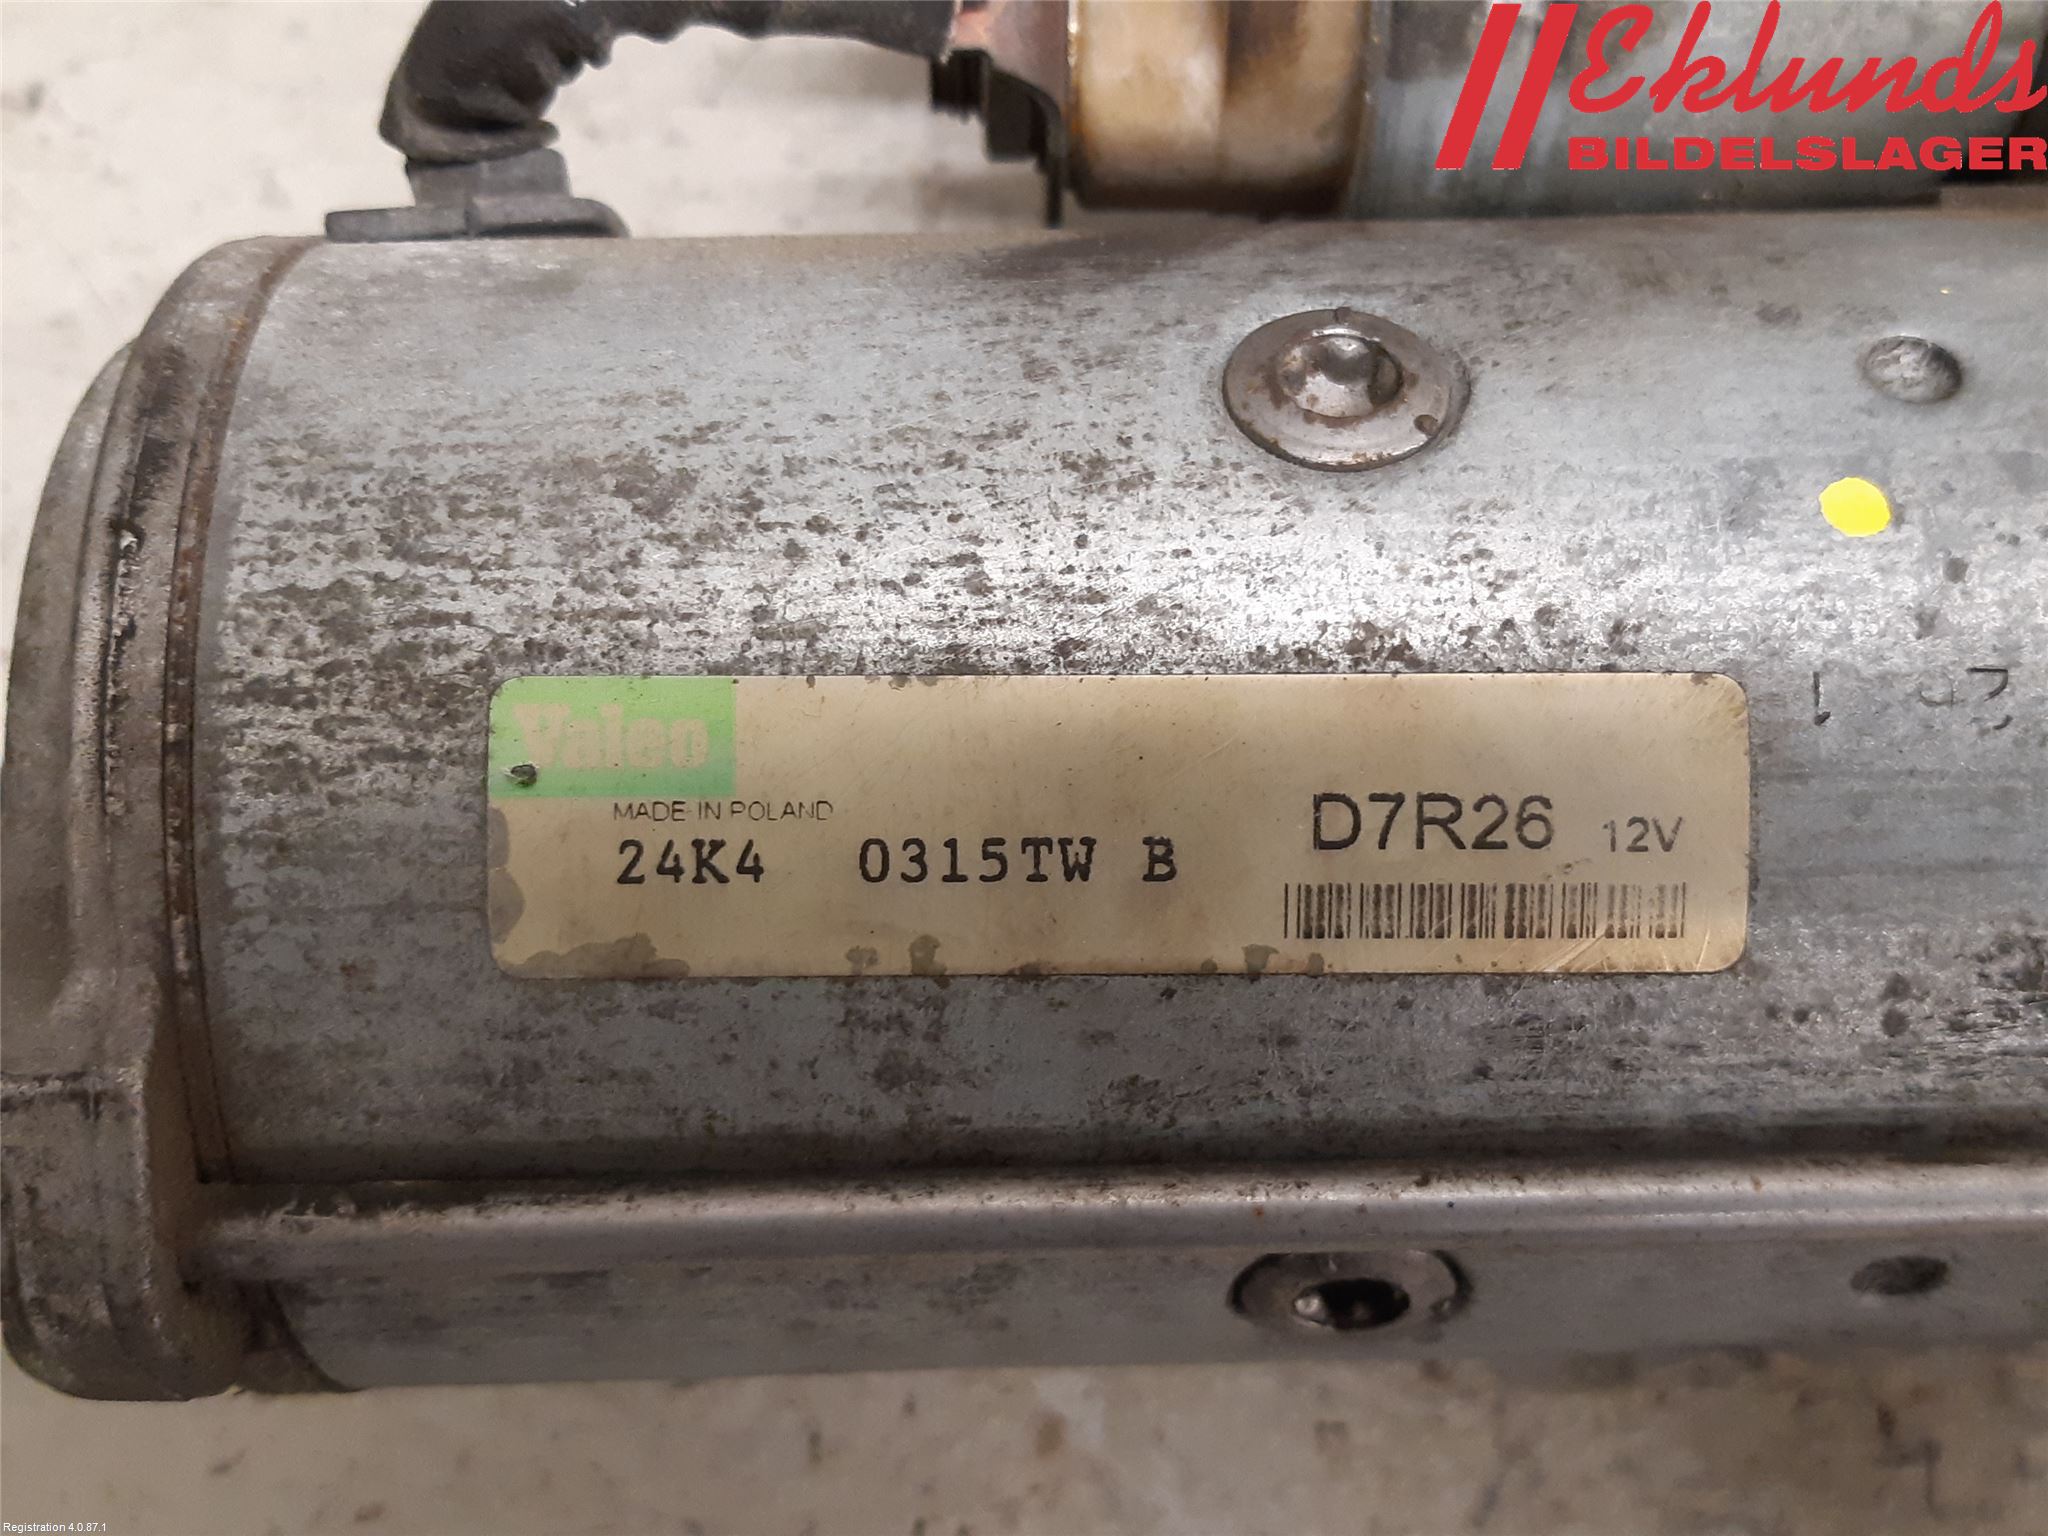 Eklunds
BILDELSLAGER
Valeo
MADE IN POLAND
24K4 0315TW B
D7R26 12V
Registration 4.0.87.1